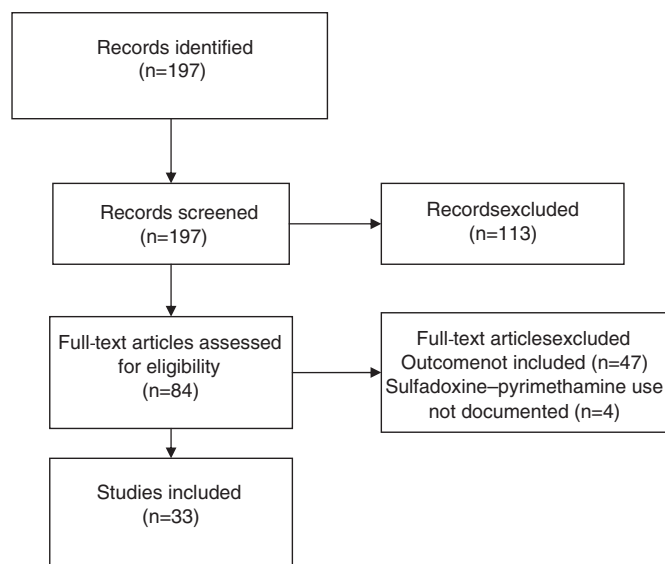 Records identified
(n=197)
Records screened
(n=197)
Recordsexcluded
(n=113)
Full-text articles assessed
for eligibility
(n=84)
Full-text articlesexcluded
Outcomenot included (n=47)
Sulfadoxine–pyrimethamine use
not documented (n=4)
Studies included
(n=33)